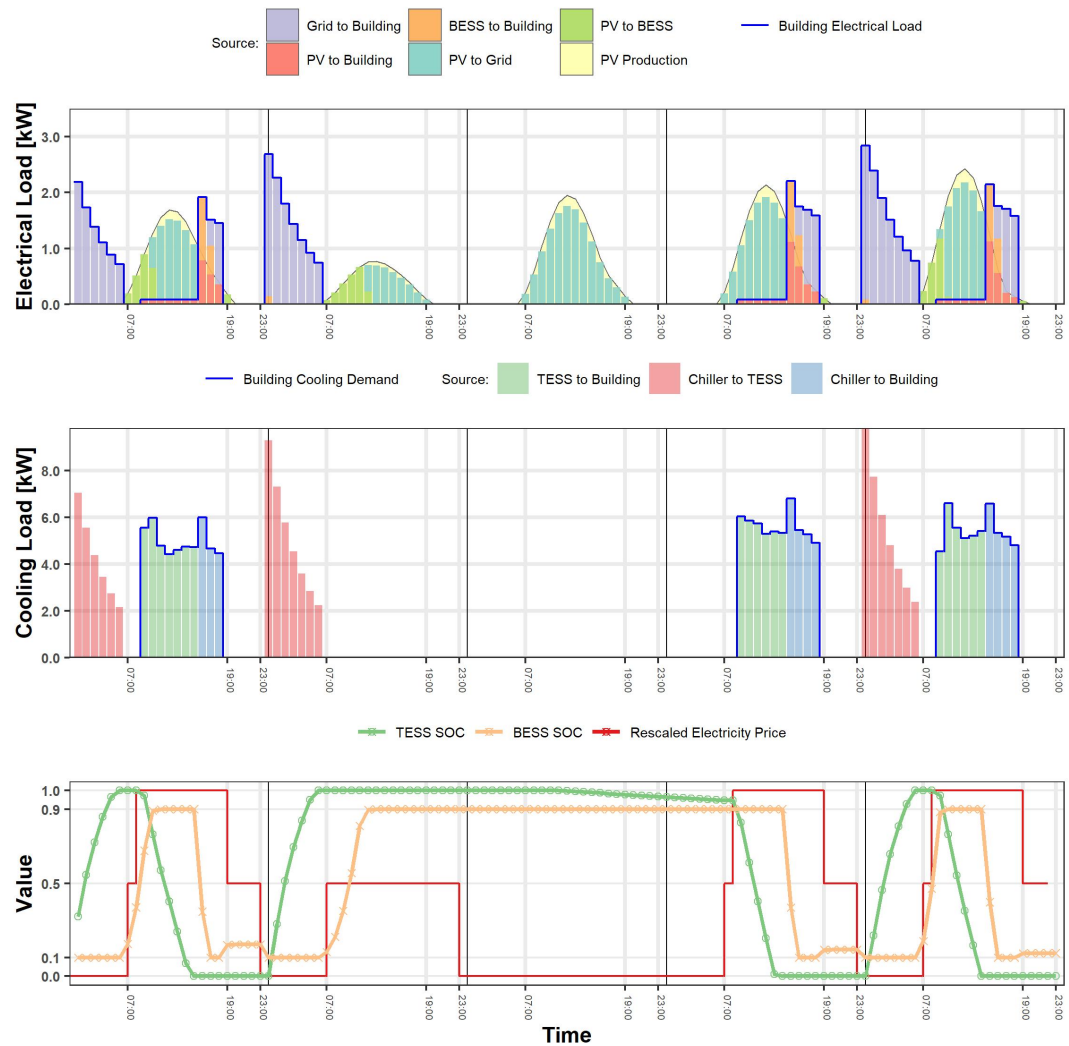 Source:
Grid to Building
BESS to Building
PV to BESS
Building Electrical Load
PV to Building
PV to Grid
PV Production
Electrical Load [kW]
3.0
2.0
1.0
0.0
07:00 19:00 23:00 07:00 19:00 23:00 07:00 19:00 23:00 07:00 19:00 23:00 07:00 19:00 23:00
Building Cooling Demand
Source:
TESS to Building
Chiller to TESS
Chiller to Building
Cooling Load [kW]
8.0
6.0
4.0
2.0
0.0
07:00 19:00 23:00 07:00 19:00 23:00 07:00 19:00 23:00 07:00 19:00 23:00 07:00 19:00 23:00
TESS SOC
BESS SOC
Rescaled Electricity Price
Value
1.0
0.9
0.5
0.1
0.0
07:00 19:00 23:00 07:00 19:00 23:00 07:00 19:00 23:00 07:00 19:00 23:00 07:00 19:00 23:00
Time